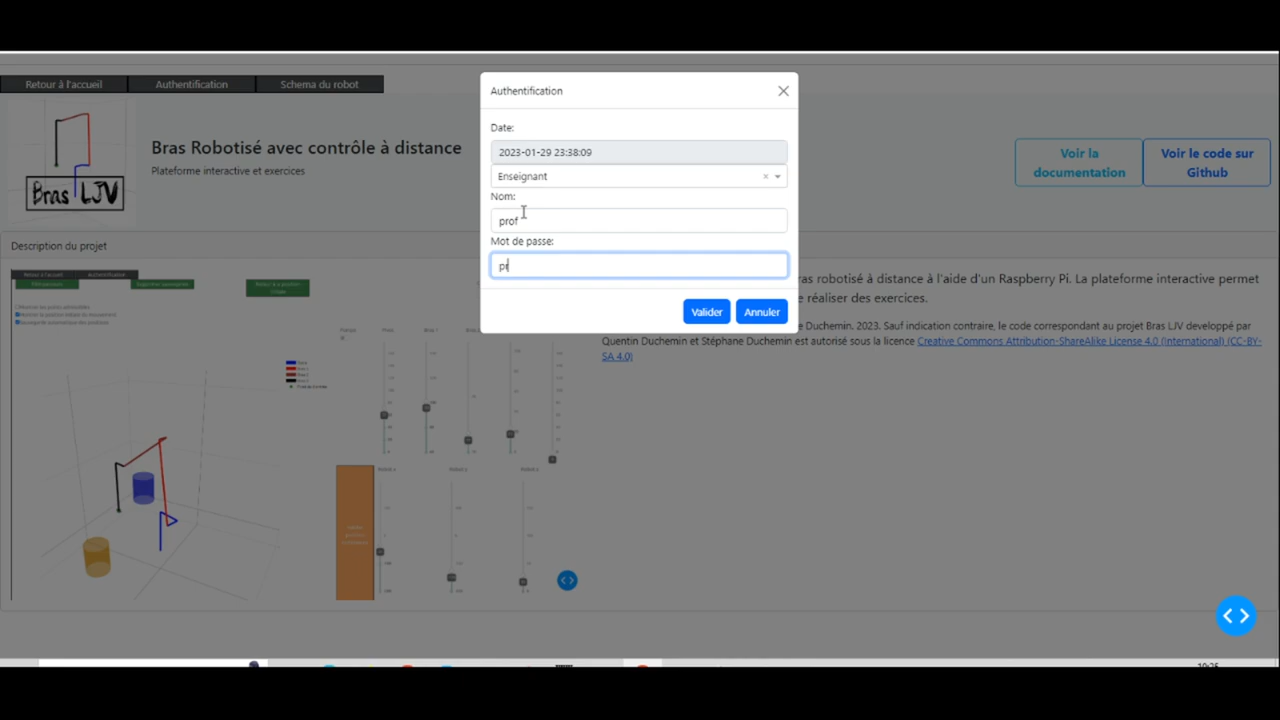 Authentification
Date:
2023-01-29 23:38:09
Enseignant
Nom:
prof
Mot de passe:
pr
Valider
Annuler
Retour à l'accueil
Authentification
Schema du robot
Bras LJV
Bras Robotisé avec contrôle à distance
Plateforme interactive et exercices
Voir la documentation
Voir le code sur Github
Description du projet
Retour à l'accueil
Authentification
ras robotisé à distance à l'aide d'un Raspberry Pi. La plateforme interactive permet
réaliser des exercices.
Duchemin. 2023. Sauf indication contraire, le code correspondant au projet Bras LJV developpé par
Quentin Duchemin et Stéphane Duchemin est autorisé sous la licence Creative Commons Attribution-ShareAlike License 4.0 (International) (CC-BY-
SA 4.0)